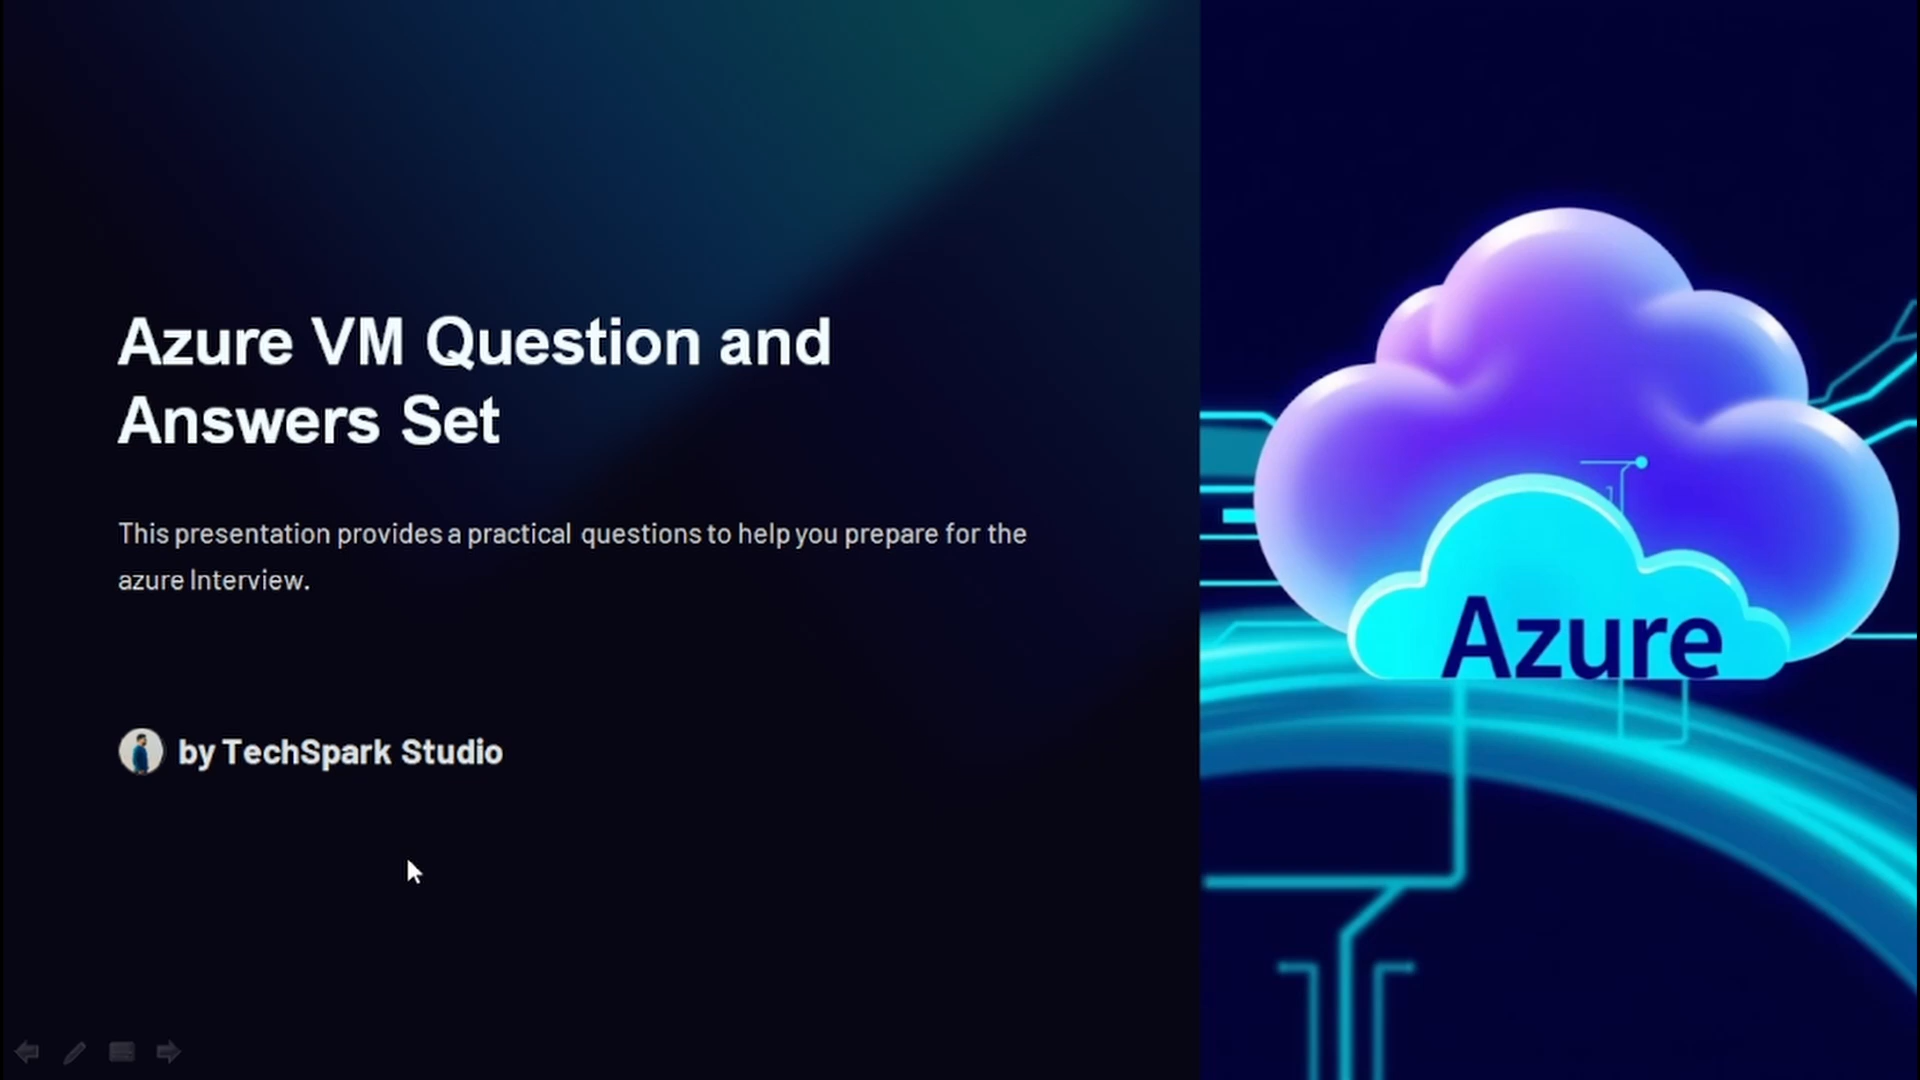 Azure VM Question and
Answers Set
This presentation provides a practical questions to help you prepare for the
azure Interview.
by TechSpark Studio
Azure